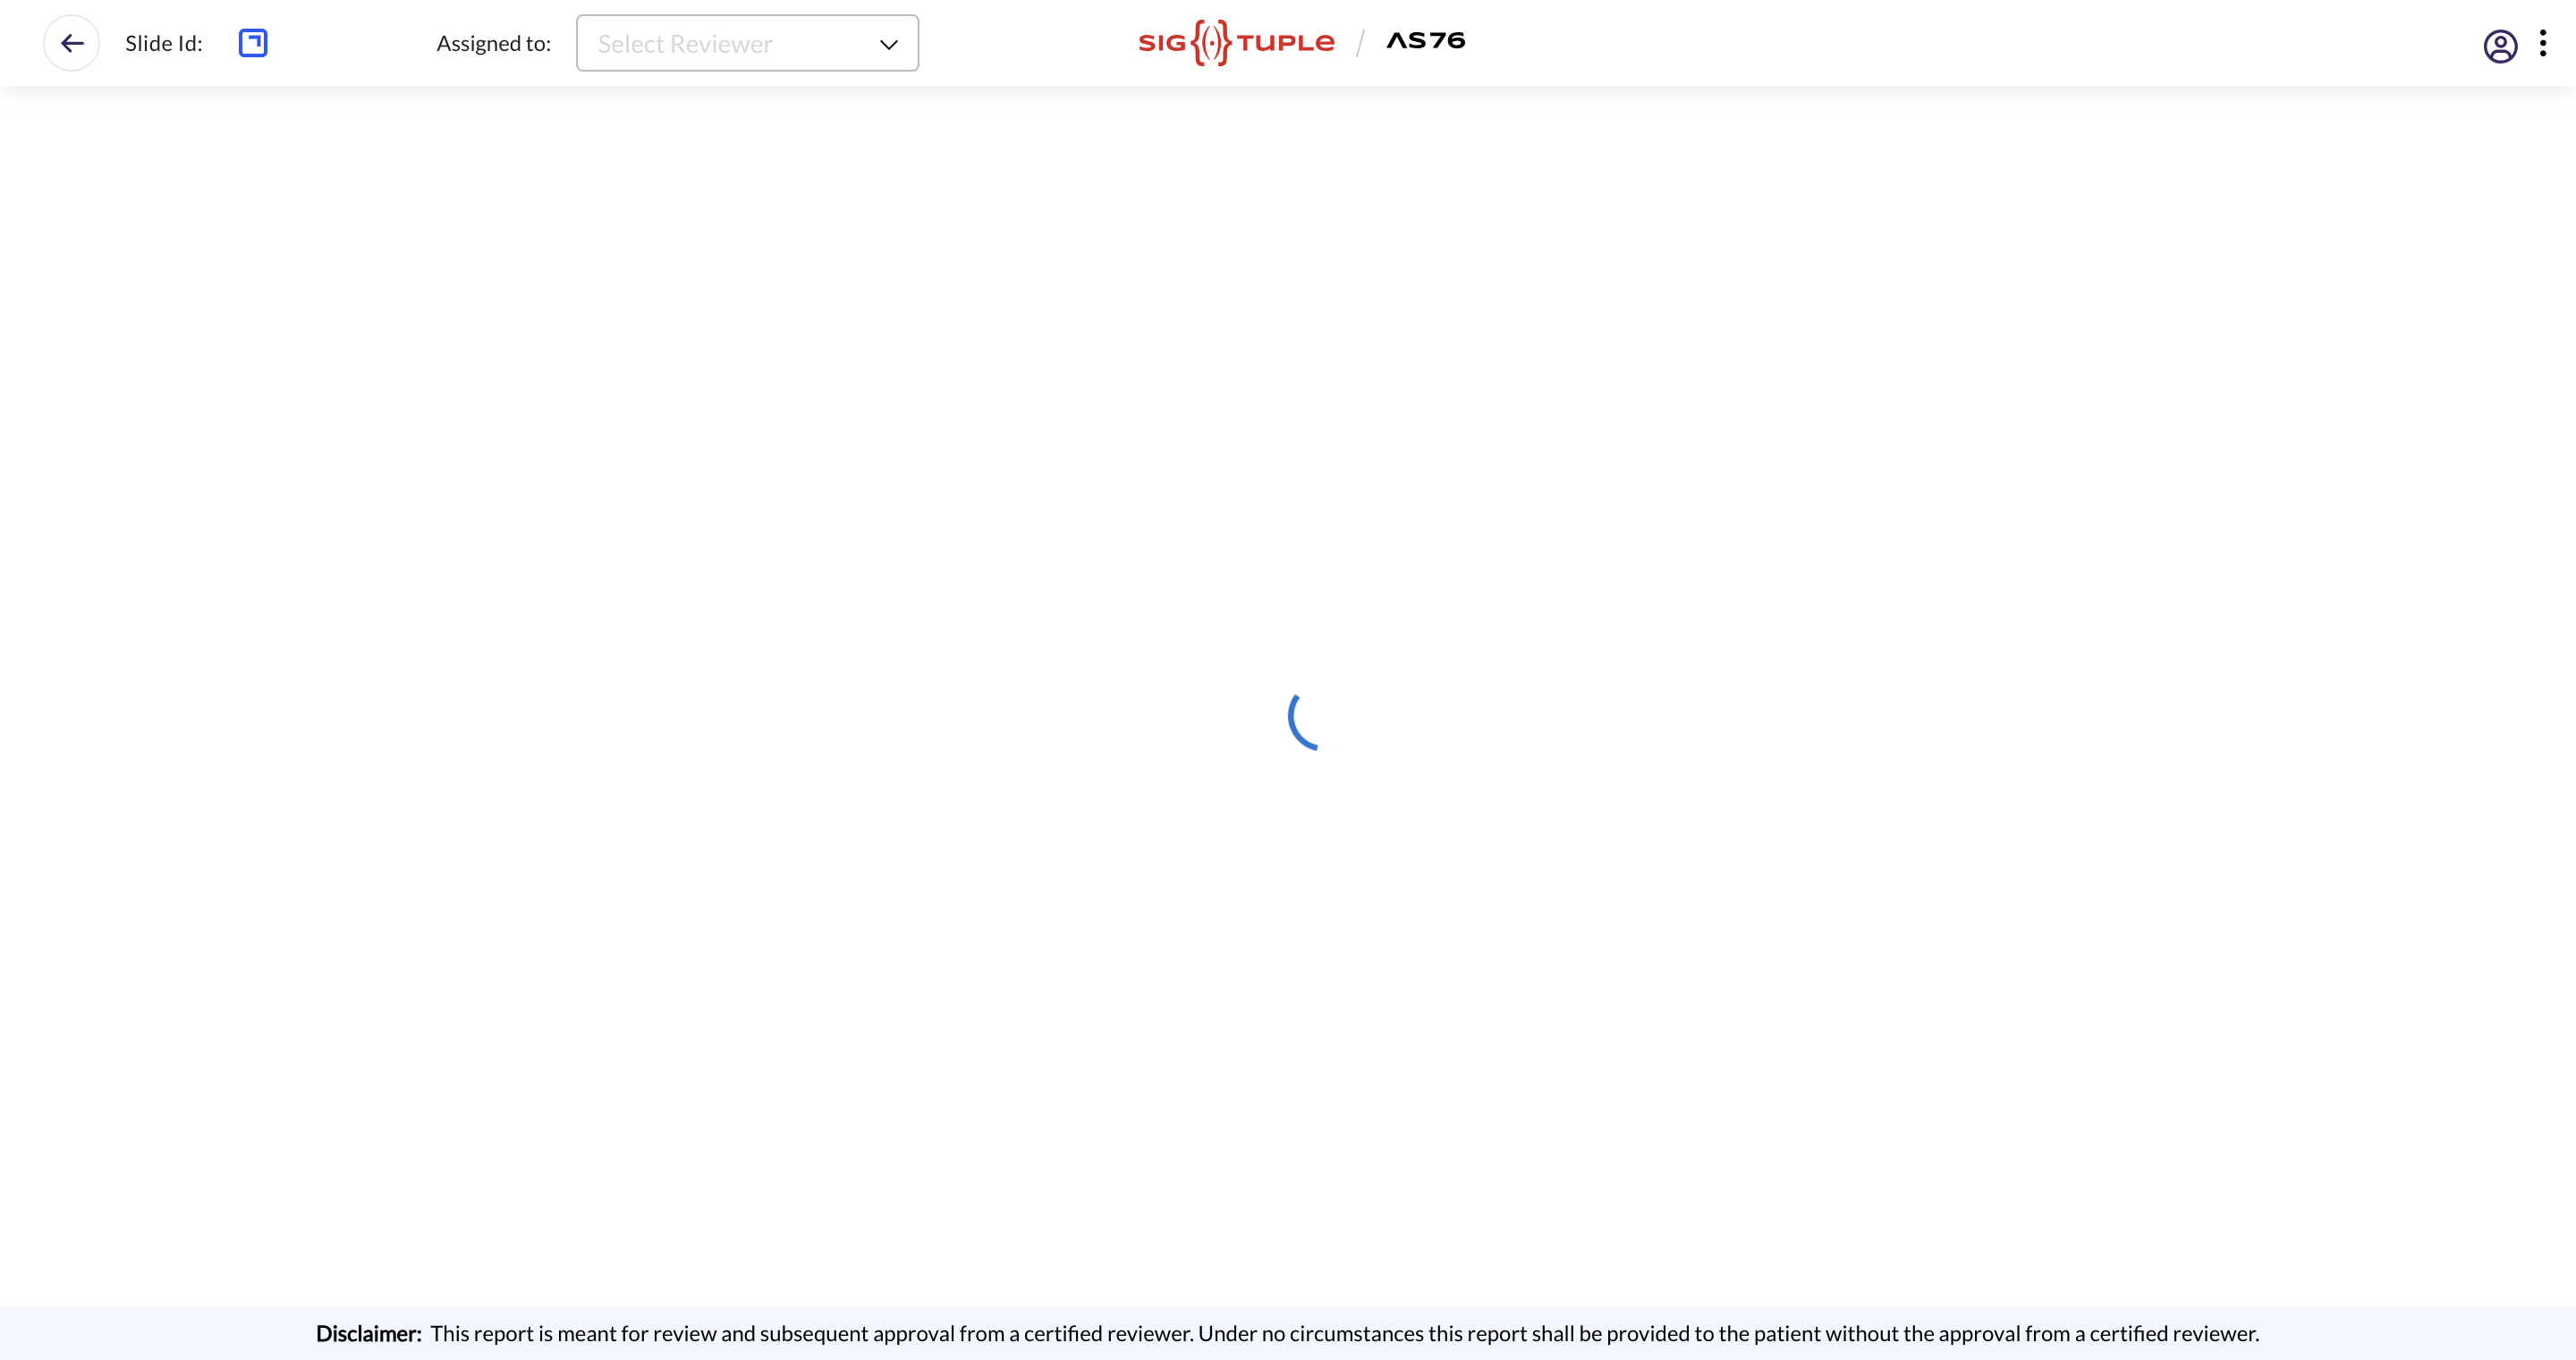 Slide Id:
Assigned to:
Select Reviewer
SIG{(·)}TUPLE / AS76
Disclaimer: This report is meant for review and subsequent approval from a certified reviewer. Under no circumstances this report shall be provided to the patient without the approval from a certified reviewer.